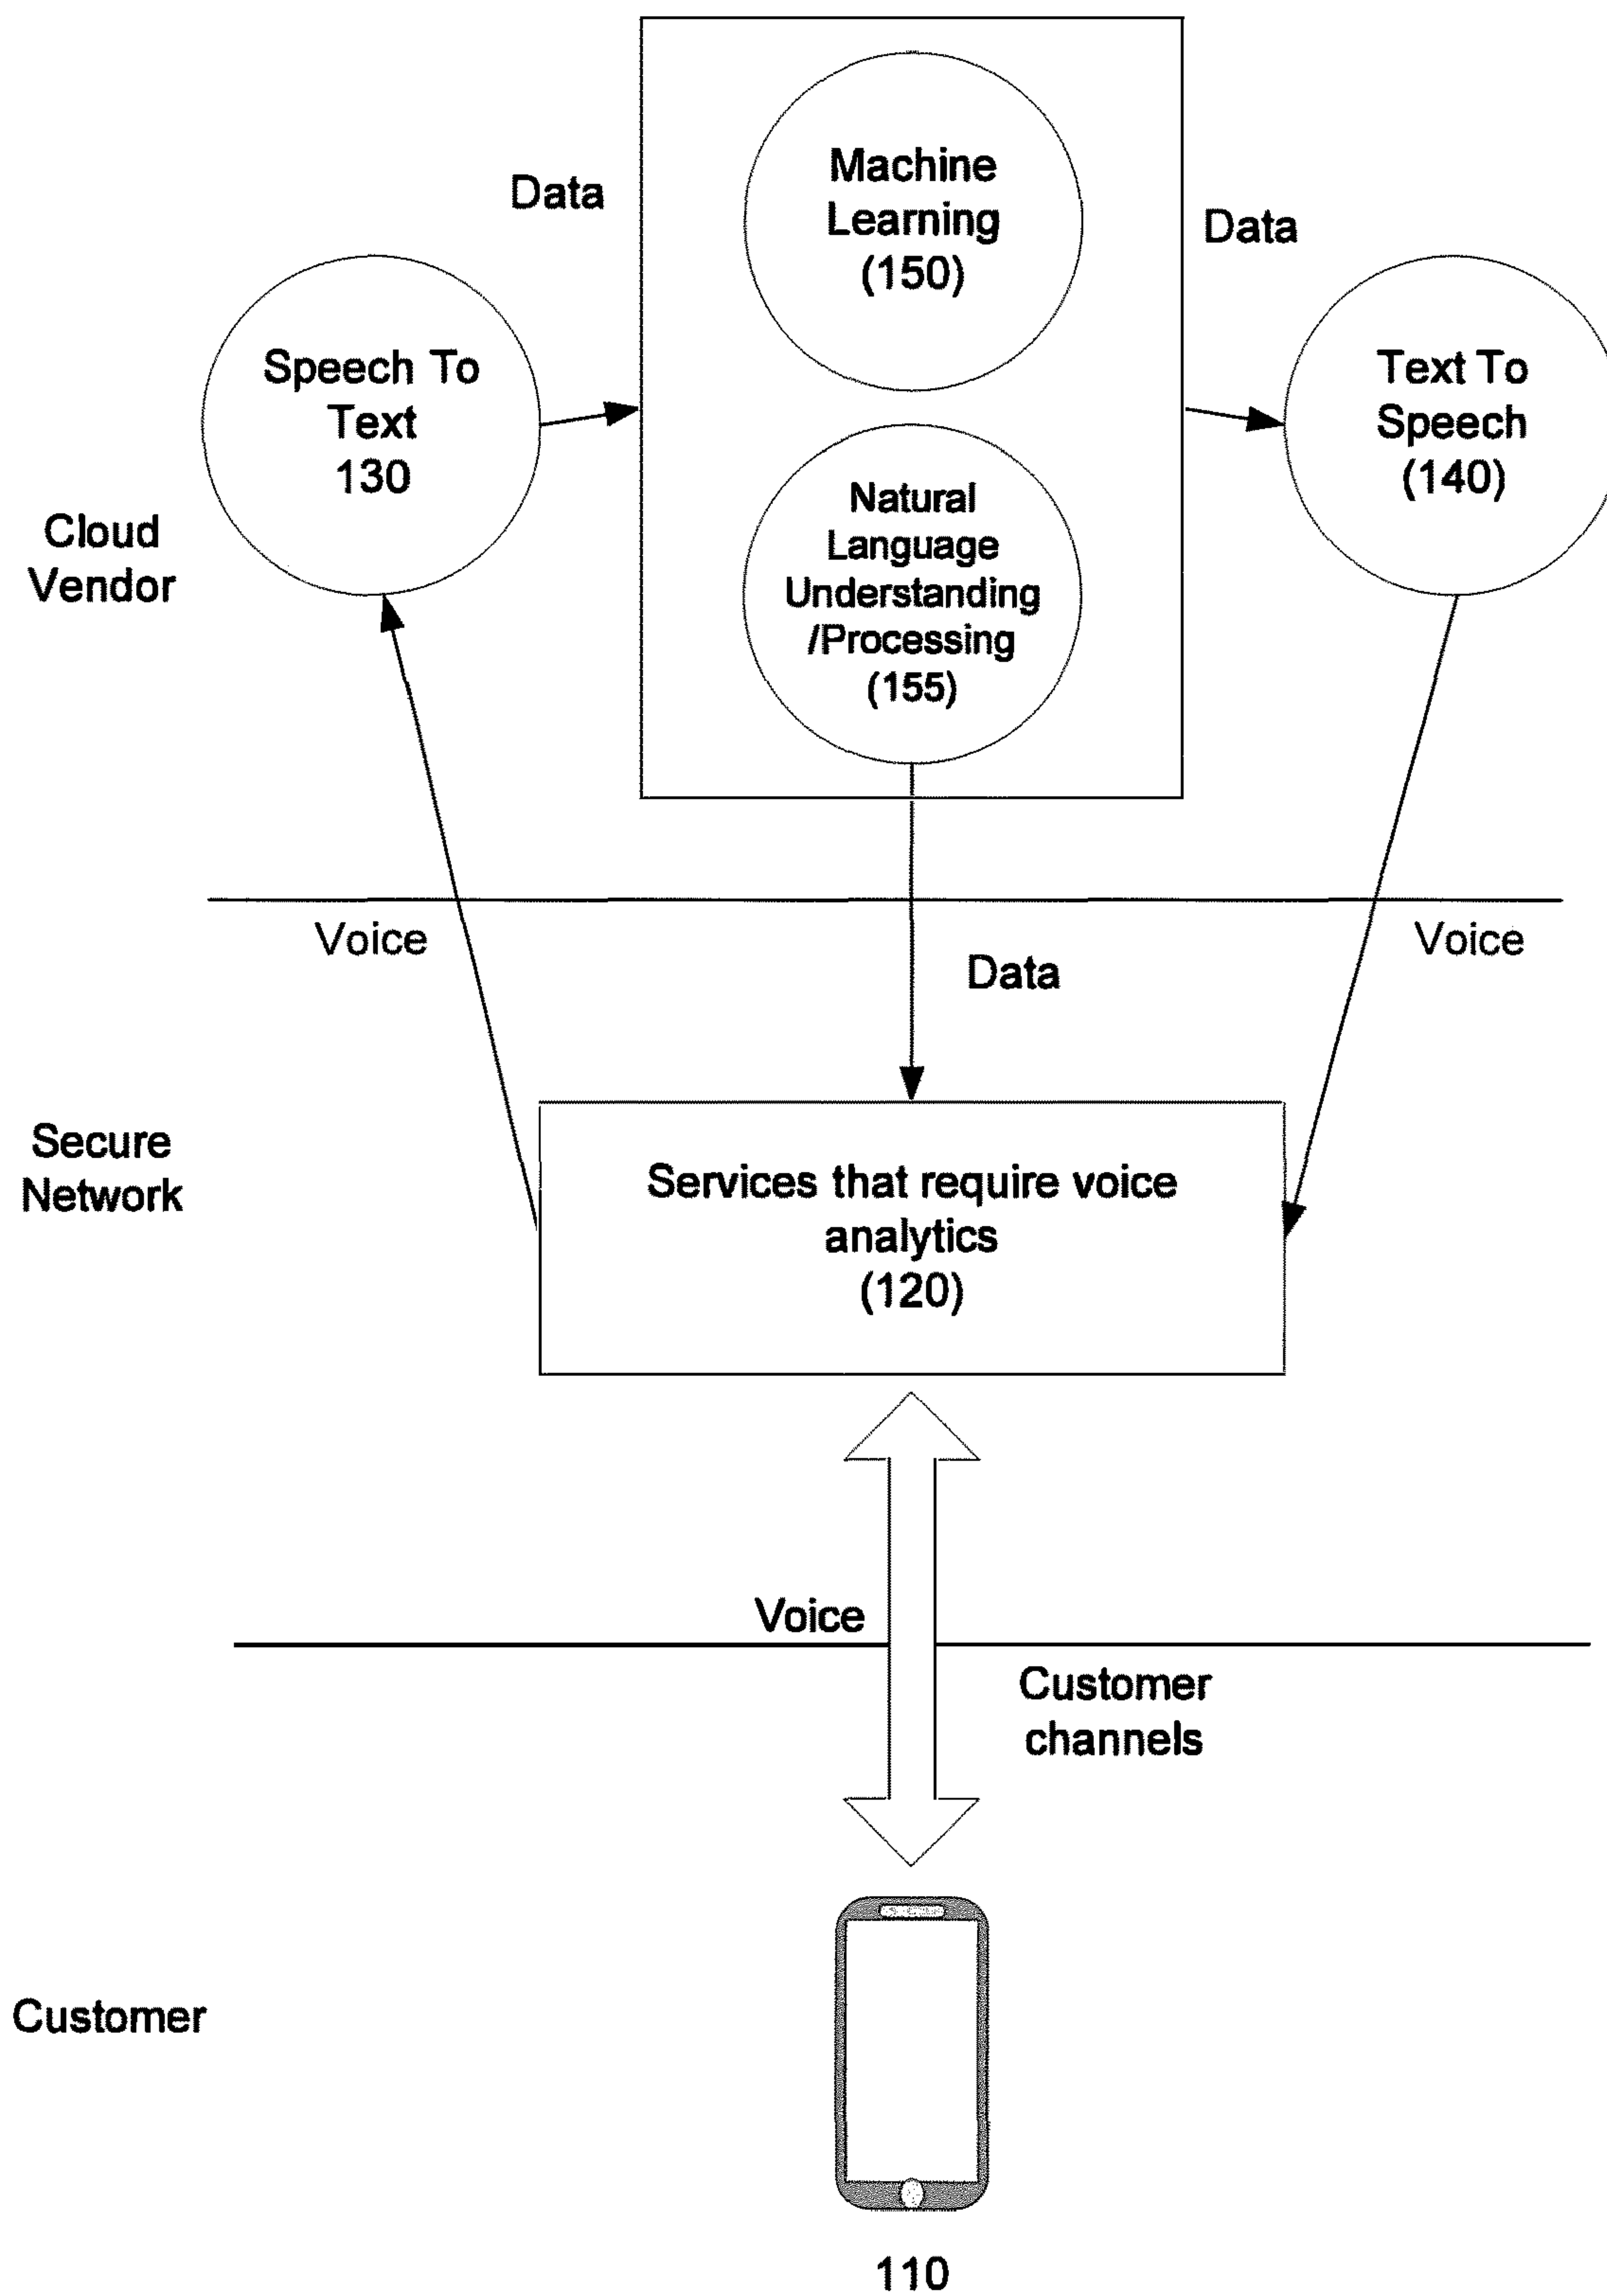 Machine
Learning
(150)
Data
Data
Speech To
Text
130
Text To
Speech
(140)
Natural
Language
Understanding
/Processing
(155)
Cloud
Vendor
Voice
Voice
Data
Secure
Network
Services that require voice
analytics
(120)
Voice
Customer
channels
Customer
110